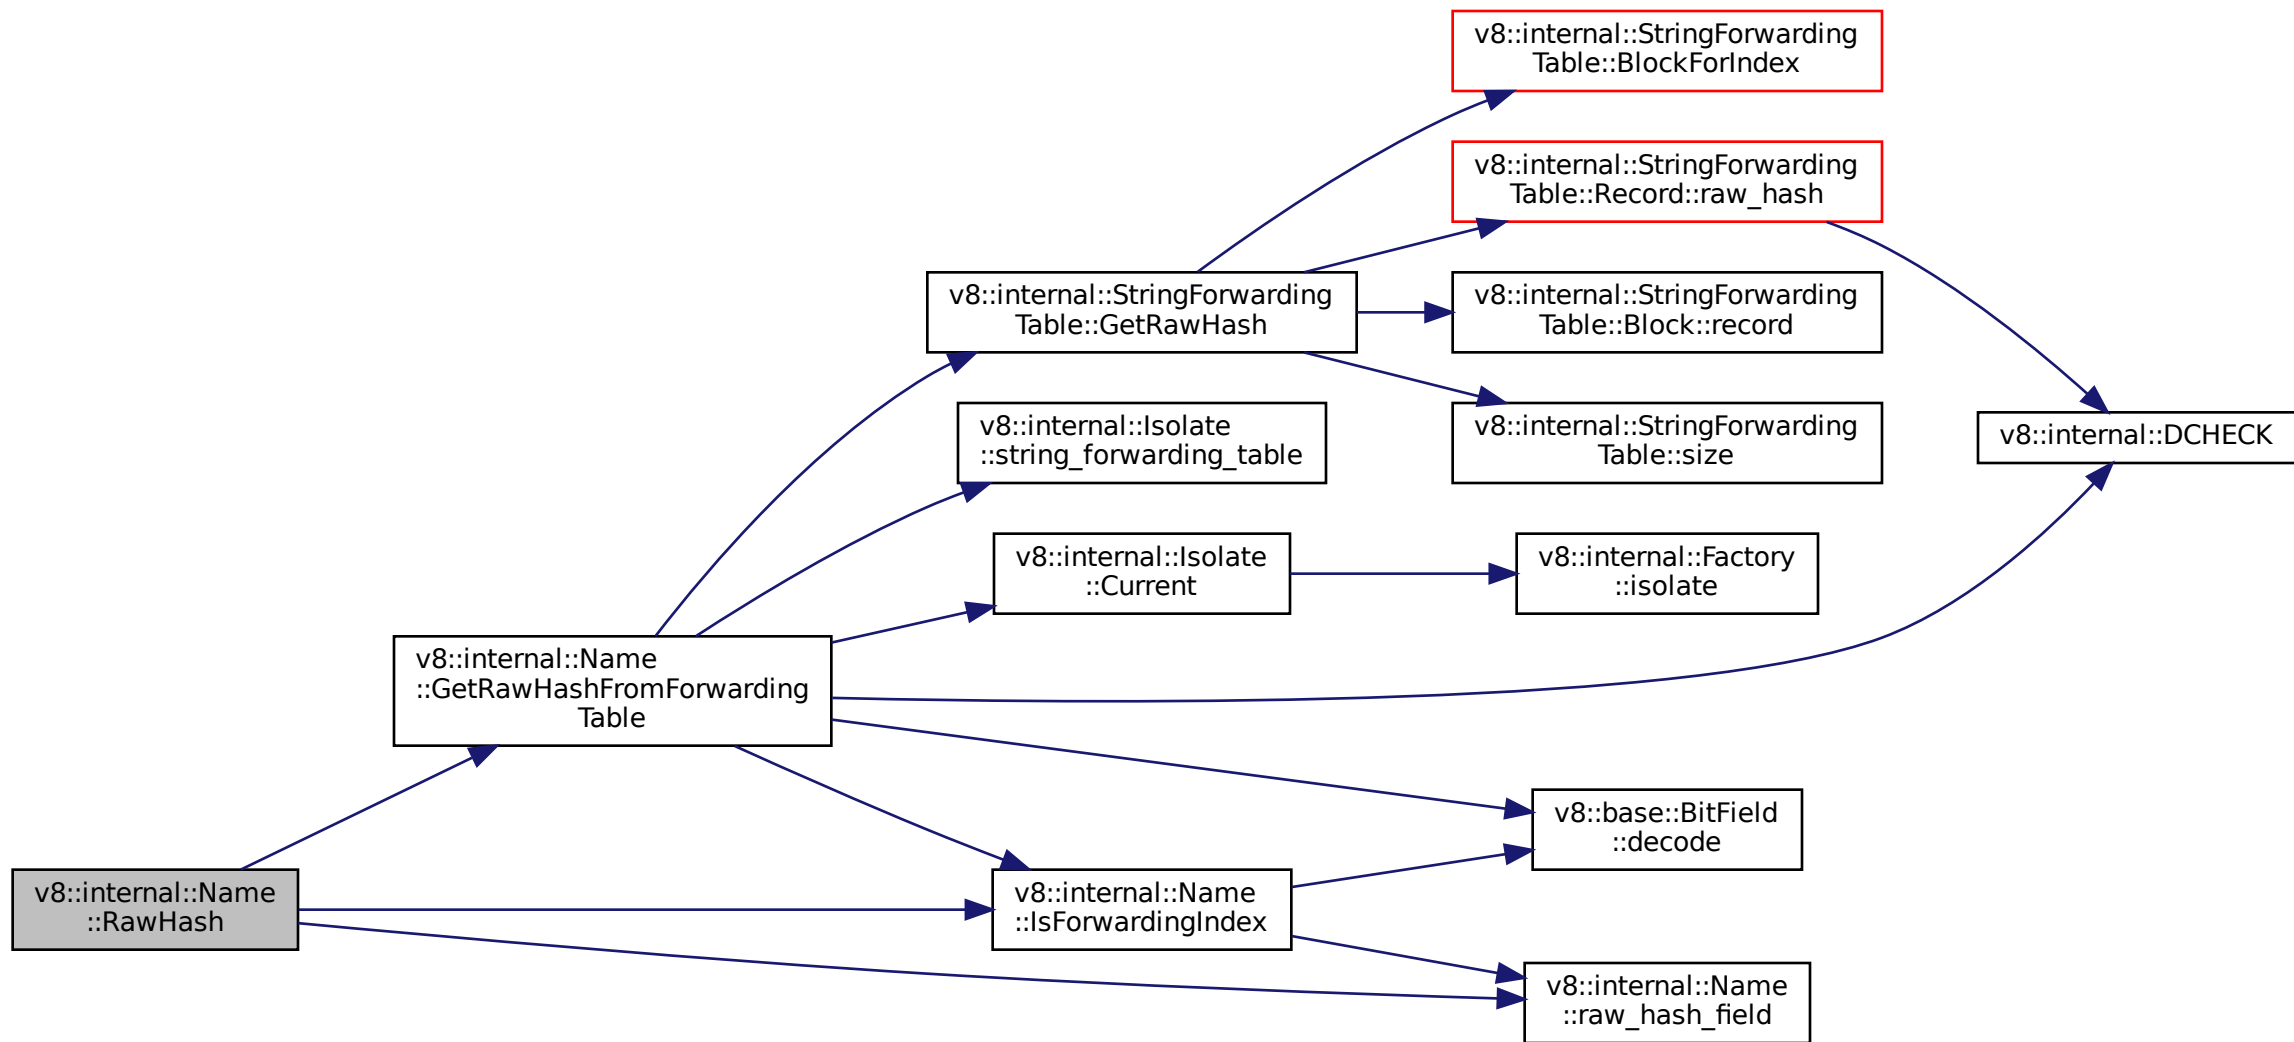 v8::internal::StringForwarding
Table::BlockForIndex
v8::internal::StringForwarding
Table::Record::raw_hash
v8::internal::StringForwarding
Table::GetRawHash
v8::internal::StringForwarding
Table::Block::record
v8::internal::Isolate
::string_forwarding_table
v8::internal::StringForwarding
Table::size
v8::internal::DCHECK
v8::internal::Isolate
::Current
v8::internal::Factory
::isolate
v8::internal::Name
::GetRawHashFromForwarding
Table
v8::base::BitField
::decode
v8::internal::Name
::RawHash
v8::internal::Name
::IsForwardingIndex
v8::internal::Name
::raw_hash_field